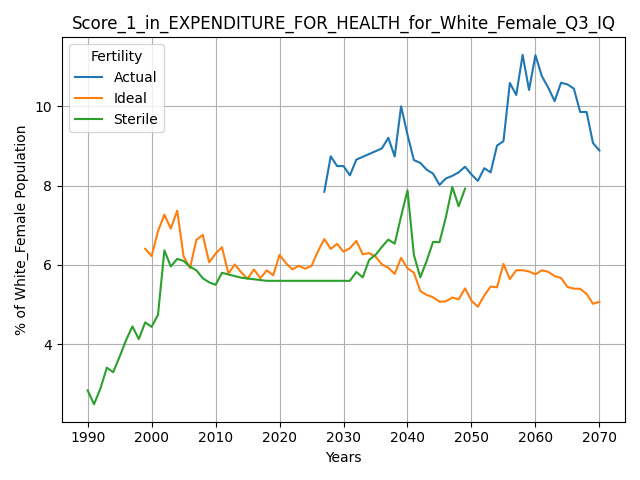 Score_1_in_EXPENDITURE_FOR_HEALTH_for_White_Female_Q3_IQ
Fertility
Actual
Ideal
Sterile
% of White_Female Population
10
8
6
4
1990 2000 2010 2020 2030 2040 2050 2060 2070
Years